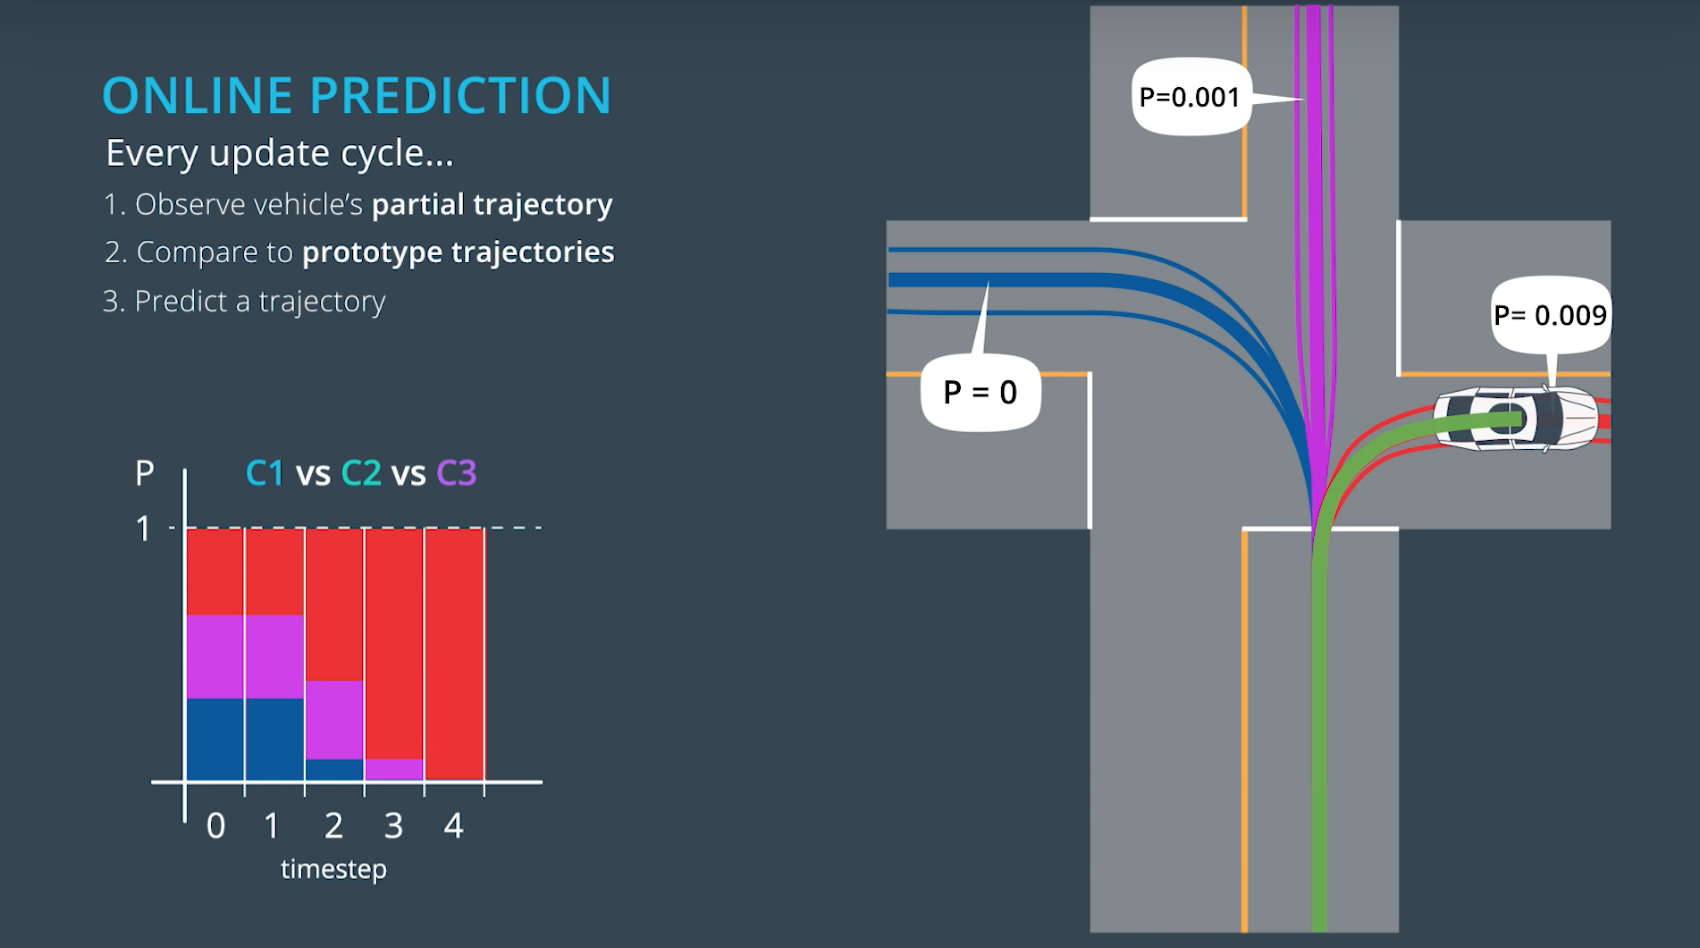 ONLINE PREDICTION
Every update cycle...
1. Observe vehicle's partial trajectory
2. Compare to prototype trajectories
3. Predict a trajectory
P=0.001
P= 0.009
P = 0
P
C1 vs C2 vs C3
1
0 1 2 3 4
timestep